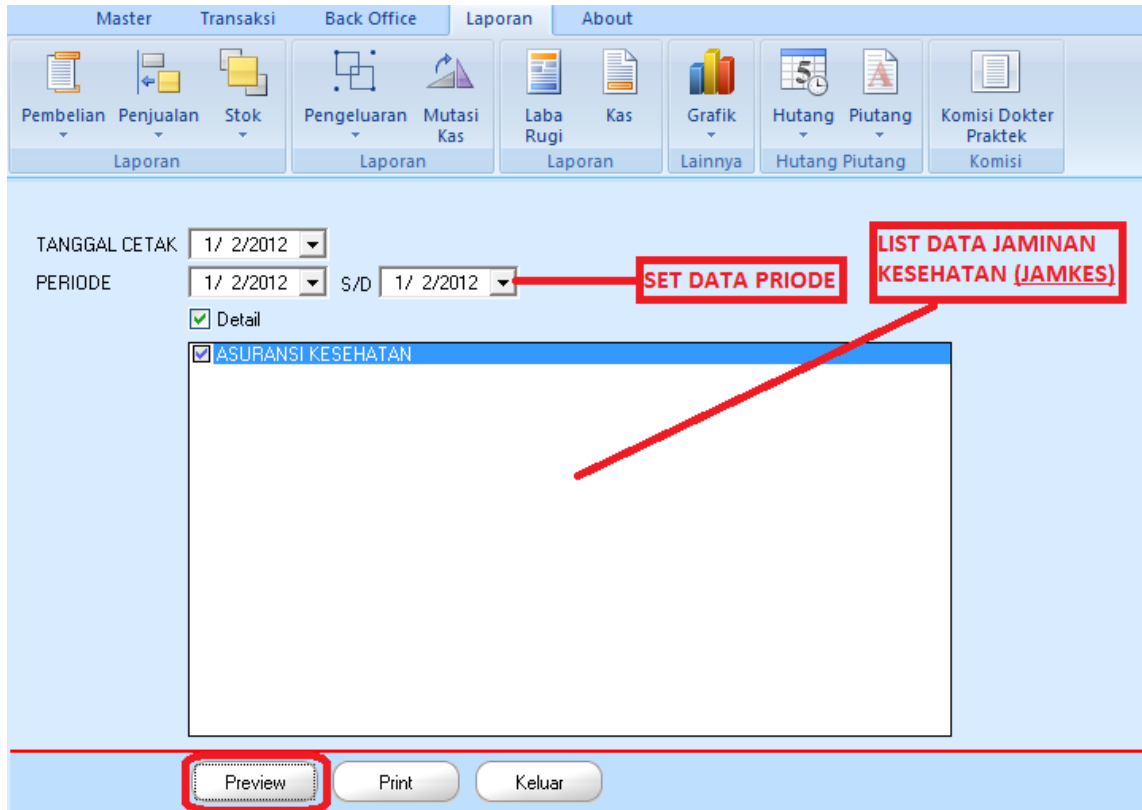 Master Transaksi Back Office Laporan About
Pembelian Penjualan Stok Pengeluaran Mutasi Kas Laba Rugi Kas Grafik 5 Hutang A Piutang Komisi Dokter Praktek
Laporan Laporan Laporan Lainnya Hutang Piutang Komisi
TANGGAL CETAK 1/ 2/2012
LIST DATA JAMINAN
KESEHATAN (JAMKES)
PERIODE 1/ 2/2012 S/D 1/ 2/2012
SET DATA PRIODE
Detail
ASURANSI KESEHATAN
Preview Print Keluar